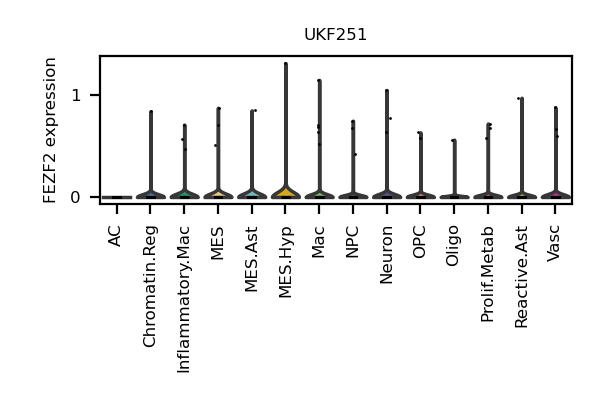 UKF251
FEZF2 expression
1
0
AC
Chromatin.Reg
Inflammatory.Mac
MES
MES.Ast
MES.Hyp
Mac
NPC
Neuron
OPC
Oligo
Prolif.Metab
Reactive.Ast
Vasc